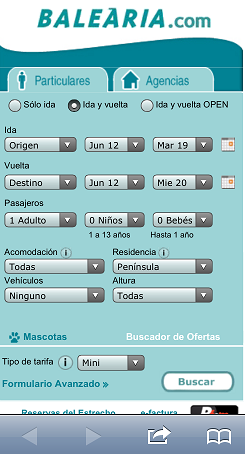 BALEÀRIA.com
Particulares Agencias
Sólo ida Ida y vuelta Ida y vuelta OPEN
Ida
Origen Jun 12 Mar 19
Vuelta
Destino Jun 12 Mie 20
Pasajeros
1 Adulto 0 Niños 0 Bebés
1 a 13 años Hasta 1 año
Acomodación i Residencia i
Todas Península
Vehículos Altura
Ninguno Todas
Mascotas Buscador de Ofertas
Tipo de tarifa i Mini
Formulario Avanzado »
Buscar
Reservas del Estrecho e-factura